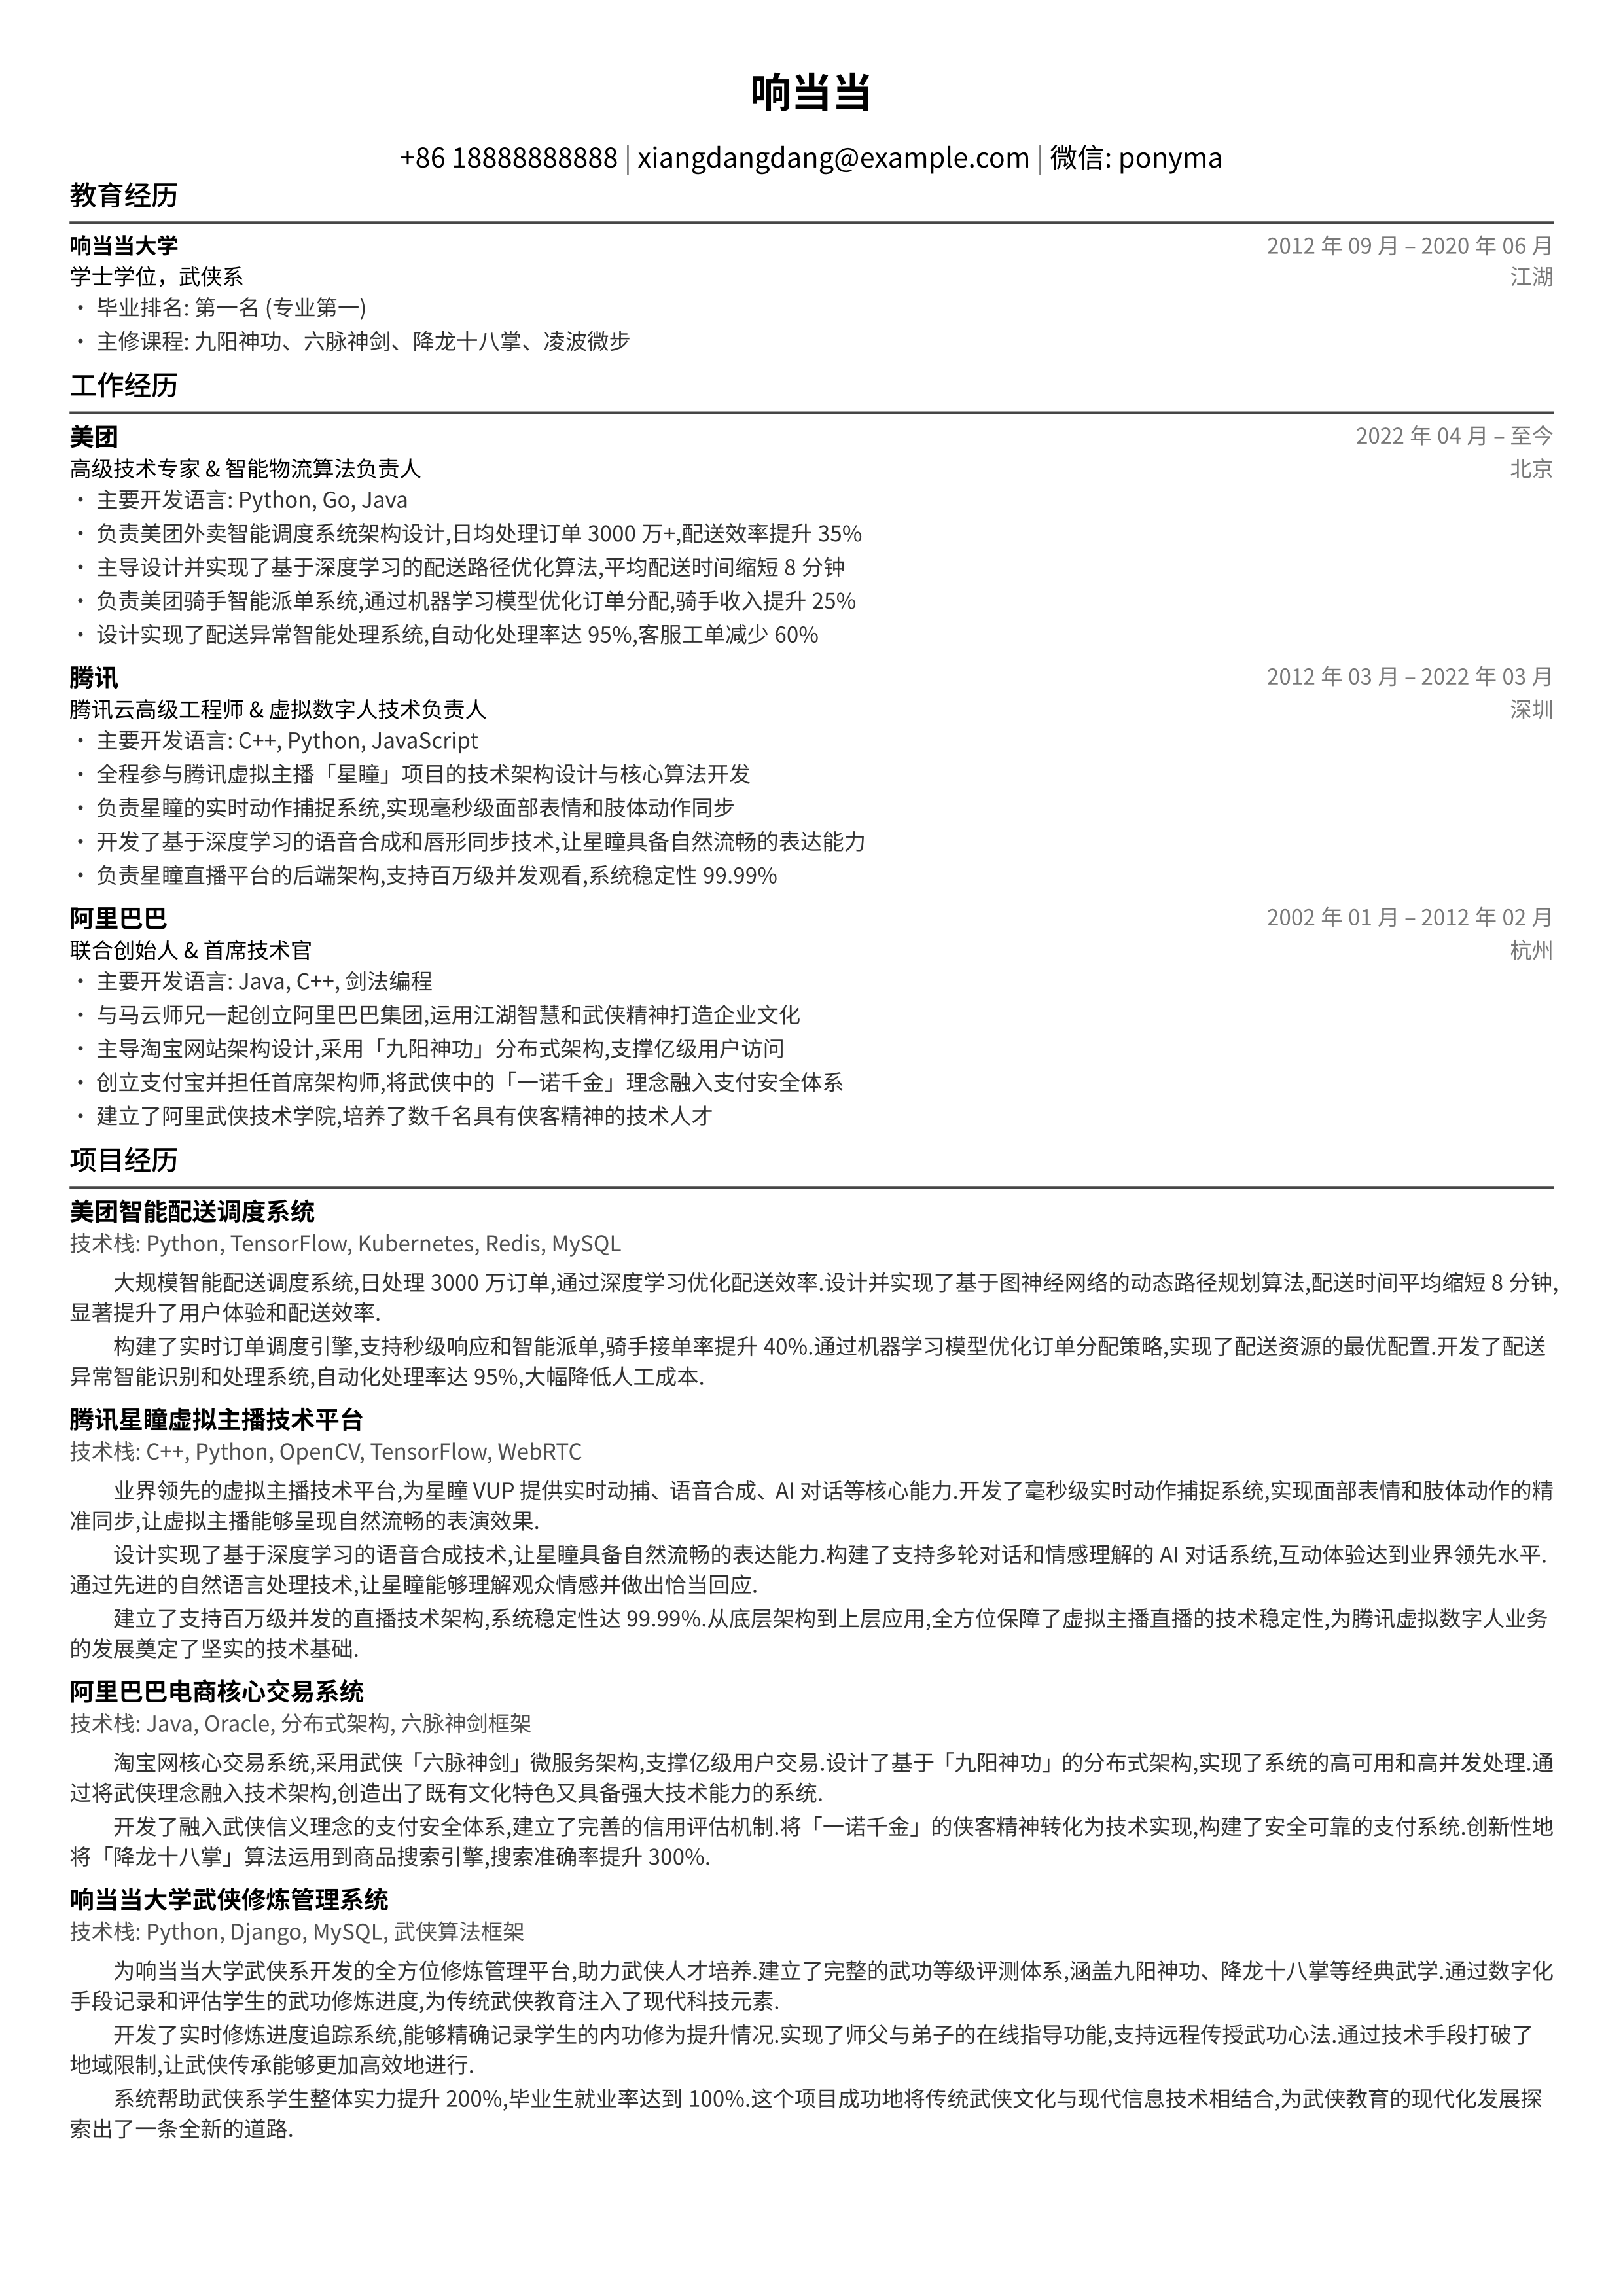 响当当
+86 18888888888 | xiangdangdang@example.com | 微信: ponyma
教育经历
响当当大学 2012 年 09 月 – 2020 年 06 月
学士学位，武侠系 江湖
• 毕业排名: 第一名 (专业第一)
• 主修课程: 九阳神功、六脉神剑、降龙十八掌、凌波微步
工作经历
美团 2022 年 04 月 – 至今
高级技术专家 & 智能物流算法负责人 北京
• 主要开发语言: Python, Go, Java
• 负责美团外卖智能调度系统架构设计,日均处理订单 3000 万+,配送效率提升 35%
• 主导设计并实现了基于深度学习的配送路径优化算法,平均配送时间缩短 8 分钟
• 负责美团骑手智能派单系统,通过机器学习模型优化订单分配,骑手收入提升 25%
• 设计实现了配送异常智能处理系统,自动化处理率达 95%,客服工单减少 60%
腾讯 2012 年 03 月 – 2022 年 03 月
腾讯云高级工程师 & 虚拟数字人技术负责人 深圳
• 主要开发语言: C++, Python, JavaScript
• 全程参与腾讯虚拟主播「星瞳」项目的技术架构设计与核心算法开发
• 负责星瞳的实时动作捕捉系统,实现毫秒级面部表情和肢体动作同步
• 开发了基于深度学习的语音合成和唇形同步技术,让星瞳具备自然流畅的表达能力
• 负责星瞳直播平台的后端架构,支持百万级并发观看,系统稳定性 99.99%
阿里巴巴 2002 年 01 月 – 2012 年 02 月
联合创始人 & 首席技术官 杭州
• 主要开发语言: Java, C++, 剑法编程
• 与马云师兄一起创立阿里巴巴集团,运用江湖智慧和武侠精神打造企业文化
• 主导淘宝网站架构设计,采用「九阳神功」分布式架构,支撑亿级用户访问
• 创立支付宝并担任首席架构师,将武侠中的「一诺千金」理念融入支付安全体系
• 建立了阿里武侠技术学院,培养了数千名具有侠客精神的技术人才
项目经历
美团智能配送调度系统
技术栈: Python, TensorFlow, Kubernetes, Redis, MySQL
大规模智能配送调度系统,日处理 3000 万订单,通过深度学习优化配送效率.设计并实现了基于图神经网络的动态路径规划算法,配送时间平均缩短 8 分钟,
显著提升了用户体验和配送效率.
构建了实时订单调度引擎,支持秒级响应和智能派单,骑手接单率提升 40%.通过机器学习模型优化订单分配策略,实现了配送资源的最优配置.开发了配送
异常智能识别和处理系统,自动化处理率达 95%,大幅降低人工成本.
腾讯星瞳虚拟主播技术平台
技术栈: C++, Python, OpenCV, TensorFlow, WebRTC
业界领先的虚拟主播技术平台,为星瞳 VUP 提供实时动捕、语音合成、AI 对话等核心能力.开发了毫秒级实时动作捕捉系统,实现面部表情和肢体动作的精
准同步,让虚拟主播能够呈现自然流畅的表演效果.
设计实现了基于深度学习的语音合成技术,让星瞳具备自然流畅的表达能力.构建了支持多轮对话和情感理解的 AI 对话系统,互动体验达到业界领先水平.
通过先进的自然语言处理技术,让星瞳能够理解观众情感并做出恰当回应.
建立了支持百万级并发的直播技术架构,系统稳定性达 99.99%.从底层架构到上层应用,全方位保障了虚拟主播直播的技术稳定性,为腾讯虚拟数字人业务
的发展奠定了坚实的技术基础.
阿里巴巴电商核心交易系统
技术栈: Java, Oracle, 分布式架构, 六脉神剑框架
淘宝网核心交易系统,采用武侠「六脉神剑」微服务架构,支撑亿级用户交易.设计了基于「九阳神功」的分布式架构,实现了系统的高可用和高并发处理.通
过将武侠理念融入技术架构,创造出了既有文化特色又具备强大技术能力的系统.
开发了融入武侠信义理念的支付安全体系,建立了完善的信用评估机制.将「一诺千金」的侠客精神转化为技术实现,构建了安全可靠的支付系统.创新性地
将「降龙十八掌」算法运用到商品搜索引擎,搜索准确率提升 300%.
响当当大学武侠修炼管理系统
技术栈: Python, Django, MySQL, 武侠算法框架
为响当当大学武侠系开发的全方位修炼管理平台,助力武侠人才培养.建立了完整的武功等级评测体系,涵盖九阳神功、降龙十八掌等经典武学.通过数字化
手段记录和评估学生的武功修炼进度,为传统武侠教育注入了现代科技元素.
开发了实时修炼进度追踪系统,能够精确记录学生的内功修为提升情况.实现了师父与弟子的在线指导功能,支持远程传授武功心法.通过技术手段打破了
地域限制,让武侠传承能够更加高效地进行.
系统帮助武侠系学生整体实力提升 200%,毕业生就业率达到 100%.这个项目成功地将传统武侠文化与现代信息技术相结合,为武侠教育的现代化发展探
索出了一条全新的道路.